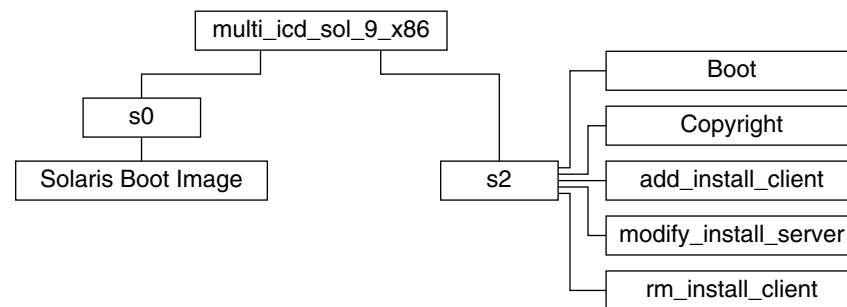 multi_icd_sol_9_x86
s0
Solaris Boot Image
s2
Boot
Copyright
add_install_client
modify_install_server
rm_install_client